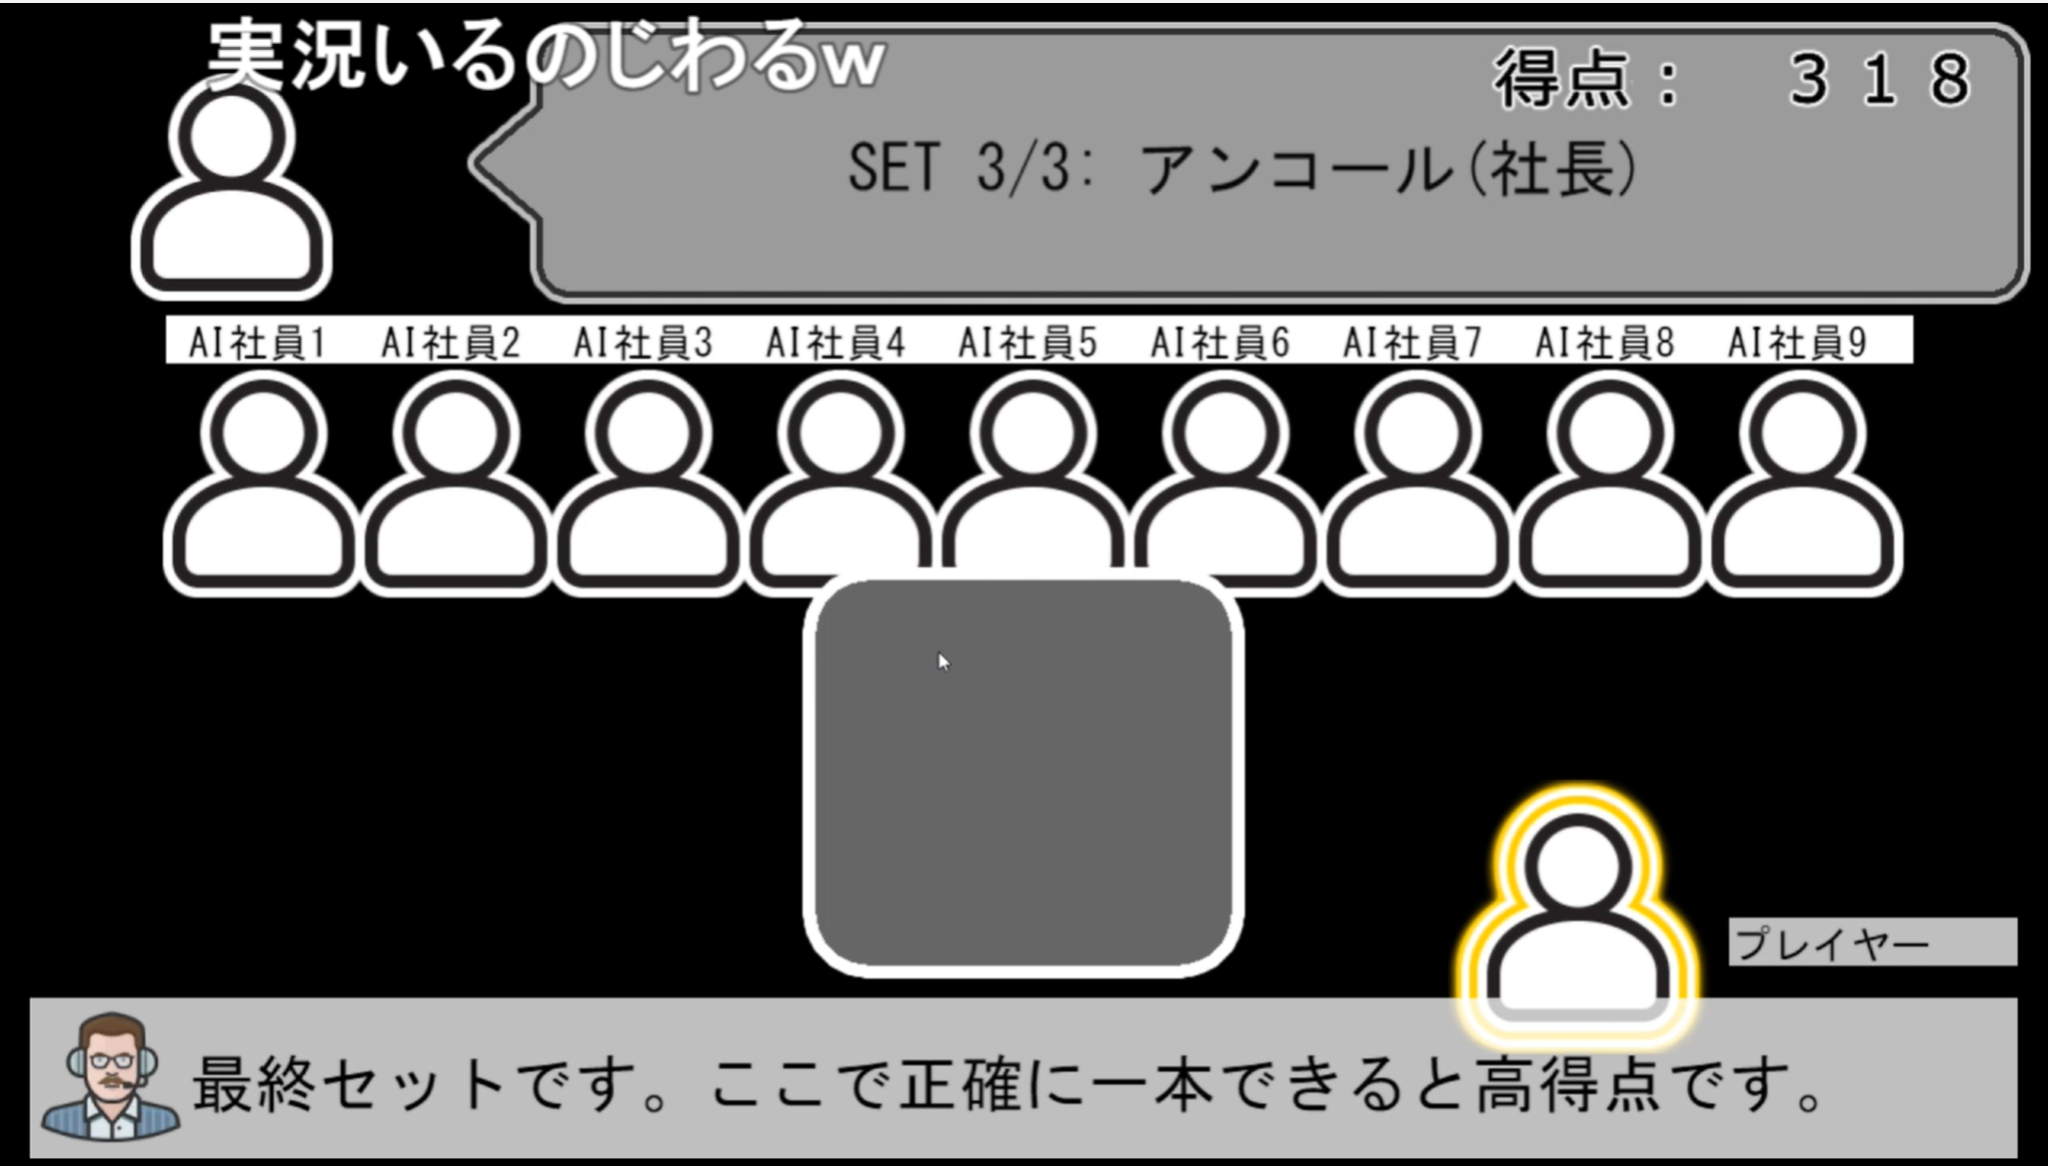 実況いるのじわるw
得点： 318
SET 3/3: アンコール(社長)
AI社員1 AI社員2 AI社員3 AI社員4 AI社員5 AI社員6 AI社員7 AI社員8 AI社員9
プレイヤー
最終セットです。ここで正確に一本できると高得点です。